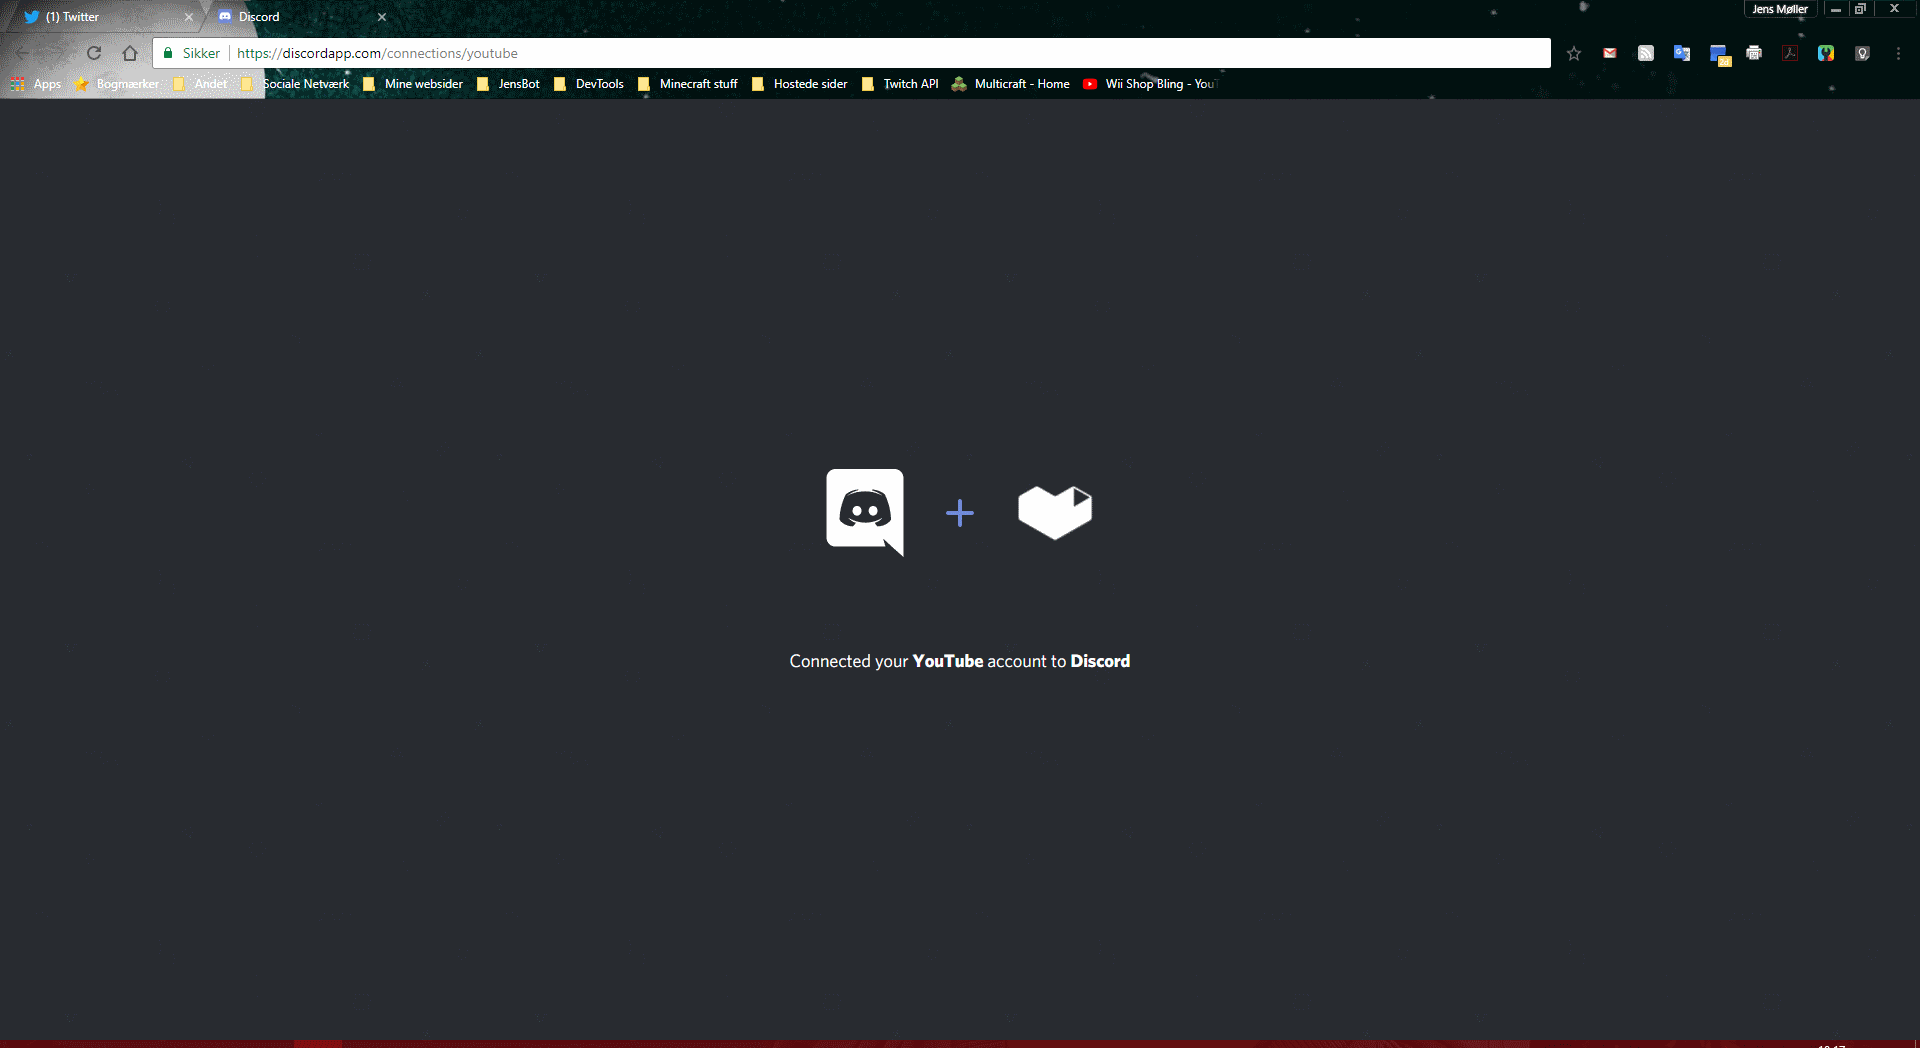 (1) Twitter
Discord
Jens Møller
Sikker
https://discordapp.com/connections/youtube
Apps
Bogmærker
Andet
Sociale Netværk
Mine websider
JensBot
DevTools
Minecraft stuff
Hostede sider
Twitch API
Multicraft - Home
Wii Shop Bling - YouT
Connected your YouTube account to Discord